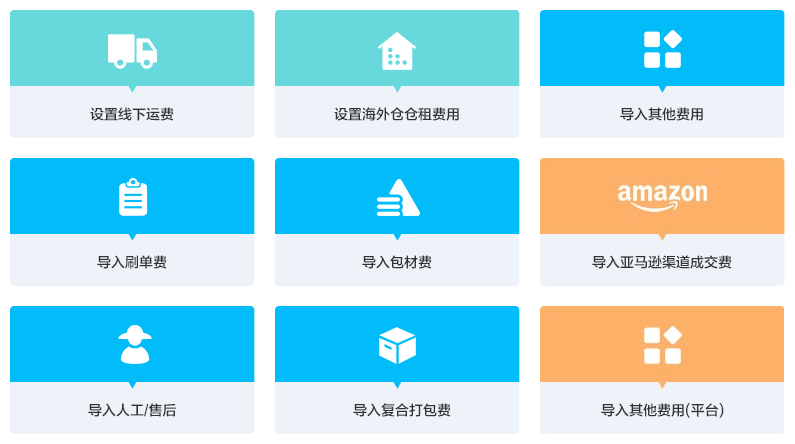 设置线下运费
设置海外仓仓租费用
导入其他费用
amazon
导入刷单费
导入包材费
导入亚马逊渠道成交费
导入人工/售后
导入复合打包费
导入其他费用(平台)